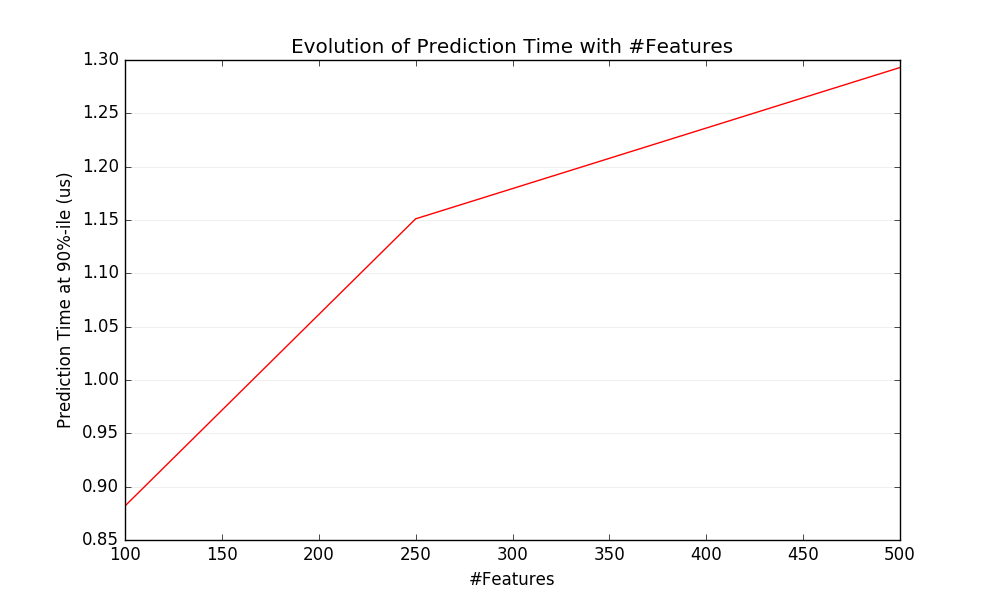 Evolution of Prediction Time with #Features
1.30
1.25
1.20
1.15
1.10
1.05
1.00
0.95
0.90
0.85
Prediction Time at 90%-ile (us)
100 150 200 250 300 350 400 450 500
#Features